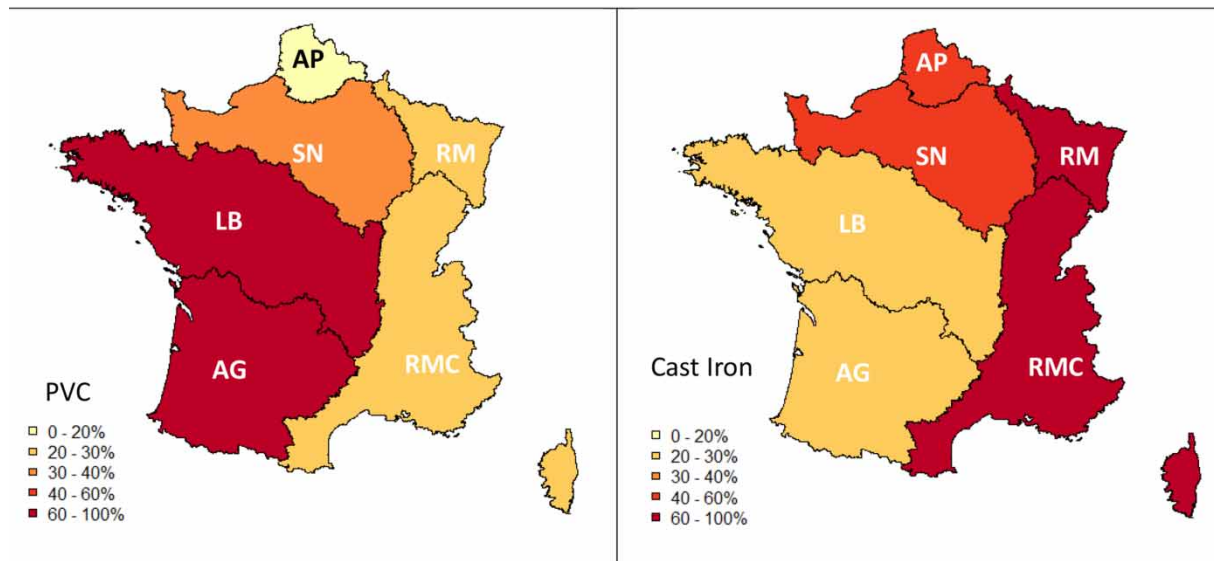 AP
SN
RM
LB
AG
RMC
PVC
0 - 20%
20 - 30%
30 - 40%
40 - 60%
60 - 100%
AP
SN
RM
LB
AG
RMC
Cast Iron
0 - 20%
20 - 30%
30 - 40%
40 - 60%
60 - 100%